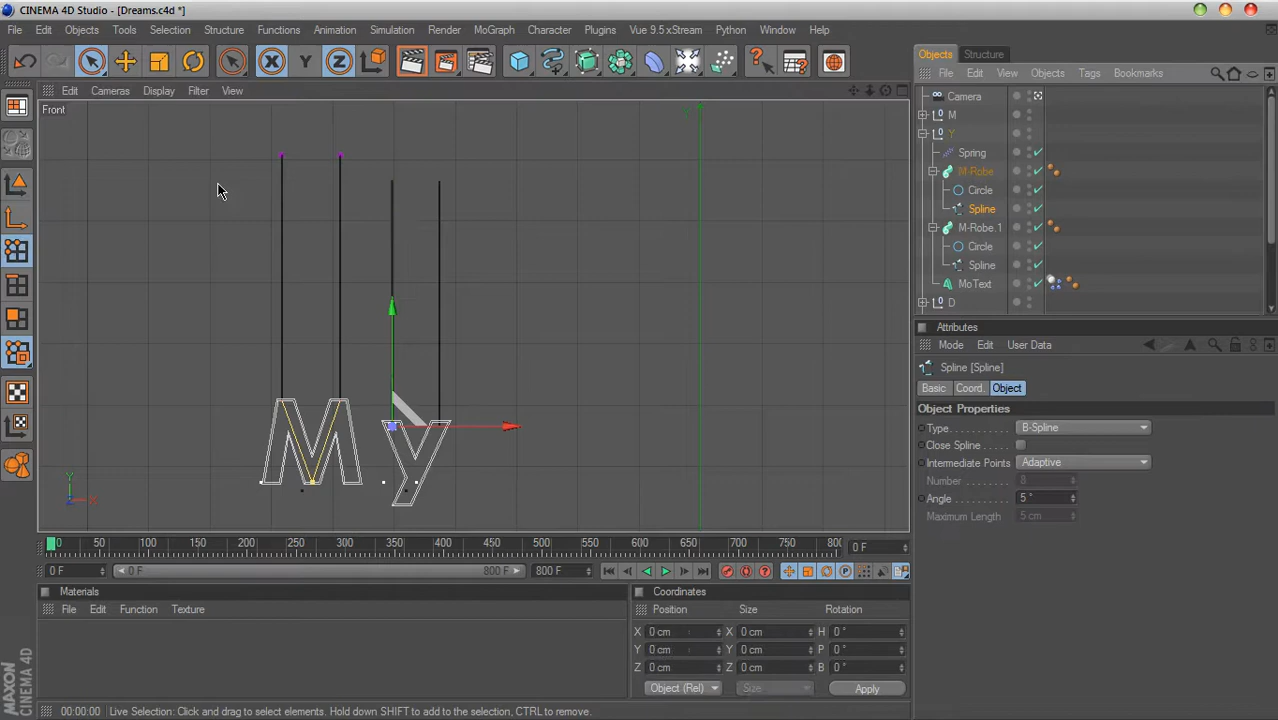 CINEMA 4D Studio - [Dreams.c4d *]
File Edit Objects Tools Selection Structure Functions Animation Simulation Render MoGraph Character Plugins Vue 9.5 xStream Python Window Help
X Y Z
Objects Structure
File Edit View Objects Tags Bookmarks
Edit Cameras Display Filter View
Front
Camera
M
Y
Spring
M-Robe
Circle
Spline
M-Robe.1
Circle
Spline
MoText
D
M y
Y
Z X
Attributes
Mode Edit User Data
Spline [Spline]
Basic Coord. Object
Object Properties
Type B-Spline
Close Spline
Intermediate Points Adaptive
Number 8
Angle 5 °
Maximum Length 5 cm
0 50 100 150 200 250 300 350 400 450 500 550 600 650 700 750 800
0 F
0 F 0 F 800 F 800 F
Materials
File Edit Function Texture
Coordinates
Position Size Rotation
X 0 cm X 0 cm H 0 °
Y 0 cm Y 0 cm P 0 °
Z 0 cm Z 0 cm B 0 °
Object (Rel) Size Apply
MAXON
CINEMA 4D
00:00:00 Live Selection: Click and drag to select elements. Hold down SHIFT to add to the selection, CTRL to remove.